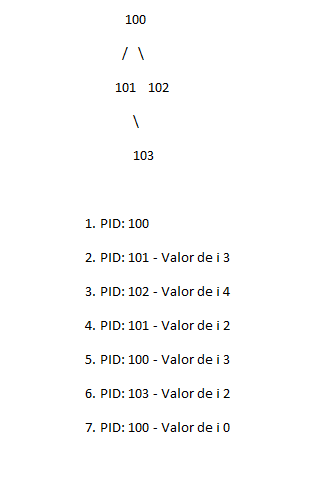 100
/ \
101 102
\
103
1. PID: 100
2. PID: 101 - Valor de i 3
3. PID: 102 - Valor de i 4
4. PID: 101 - Valor de i 2
5. PID: 100 - Valor de i 3
6. PID: 103 - Valor de i 2
7. PID: 100 - Valor de i 0